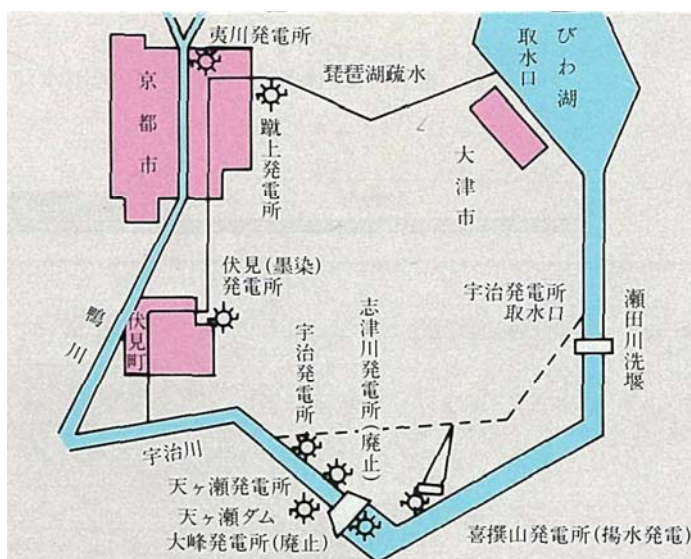 夷川発電所
京都市
琵琶湖疏水
取水口
びわ湖
蹴上発電所
大津市
伏見(墨染)
発電所
宇治発電所
取水口
瀬田川洗堰
鴨川
伏見町
宇治発電所
志津川発電所(廃止)
宇治川
天ヶ瀬発電所
天ヶ瀬ダム
大峰発電所(廃止)
喜撰山発電所(揚水発電)